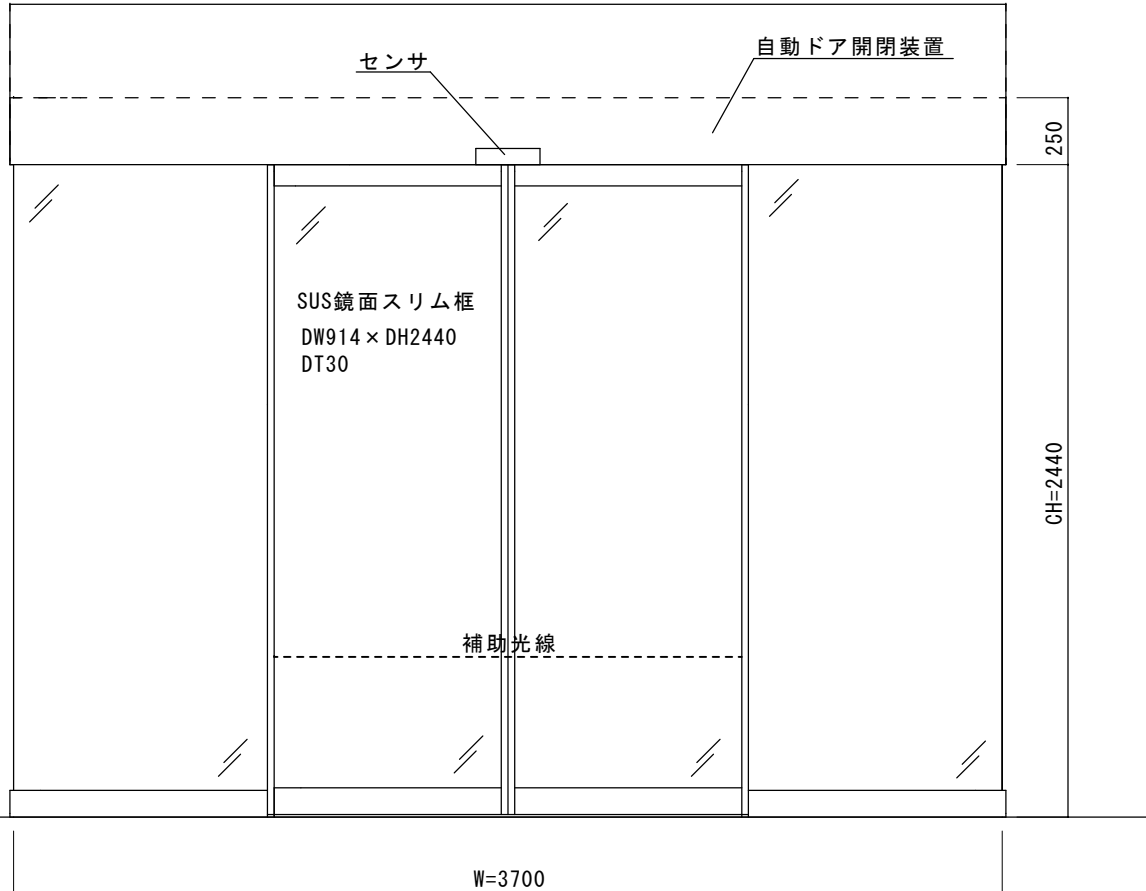 センサ
自動ドア開閉装置
250
SUS鏡面スリム框
DW914×DH2440
DT30
CH=2440
補助光線
W=3700